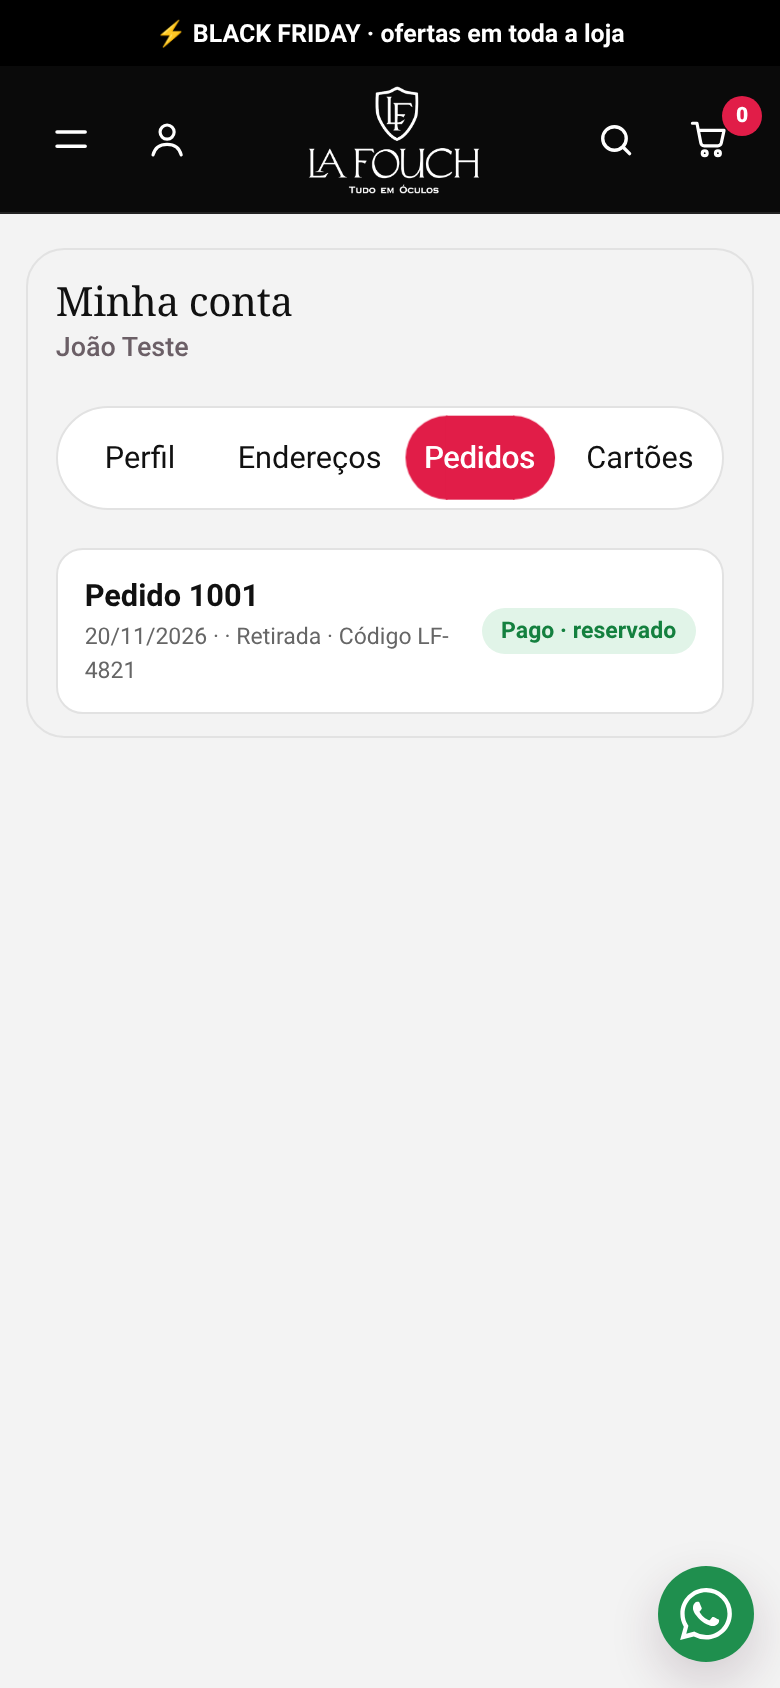 ⚡ BLACK FRIDAY · ofertas em toda a loja
0
LF
LA FOUCH
TUDO EM ÓCULOS
Minha conta
João Teste
Perfil Endereços Pedidos Cartões
Pedido 1001
20/11/2026 · · Retirada · Código LF-
4821
Pago · reservado